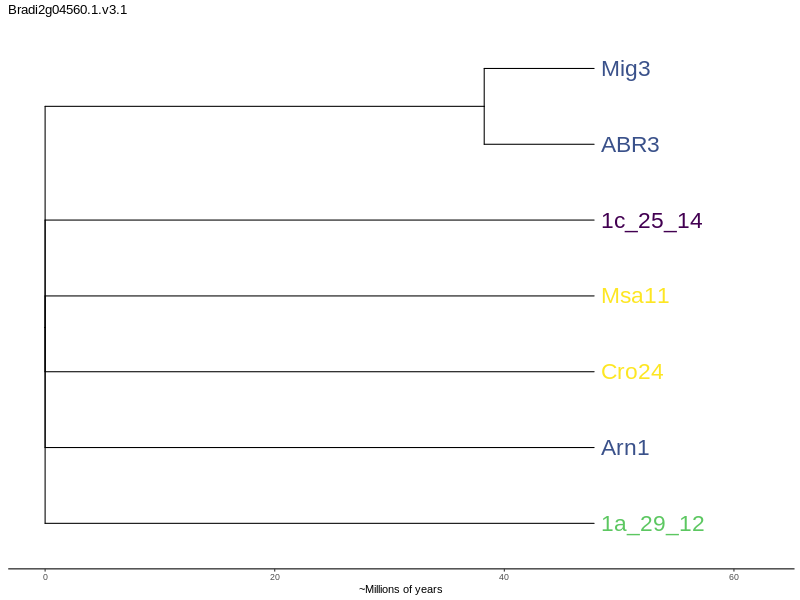 Bradi2g04560.1.v3.1
Mig3
ABR3
1c_25_14
Msa11
Cro24
Arn1
1a_29_12
0 20 40 60
~Millions of years